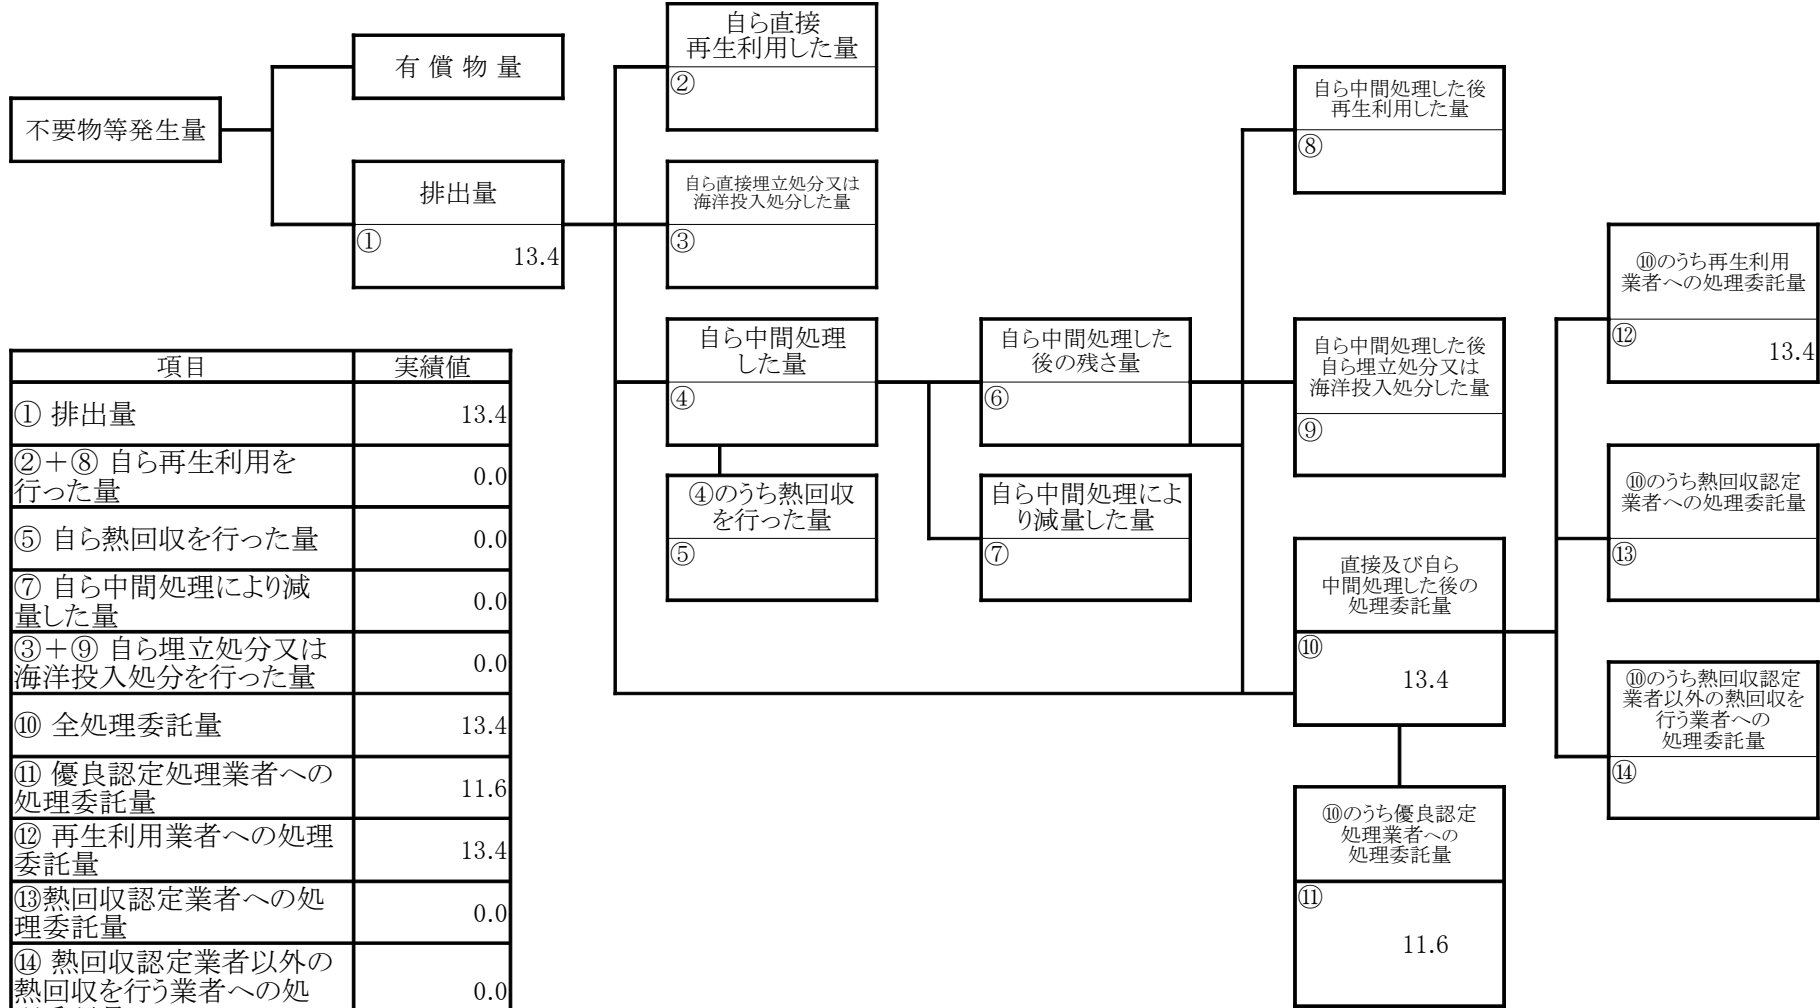 不要物等発生量
有 償 物 量
排出量
①
13.4
自ら直接
再生利用した量
②
自ら直接埋立処分又は
海洋投入処分した量
③
自ら中間処理
した量
④
④のうち熱回収
を行った量
⑤
自ら中間処理した
後の残さ量
⑥
自ら中間処理によ
り減量した量
⑦
自ら中間処理した後
再生利用した量
⑧
自ら中間処理した後
自ら埋立処分又は
海洋投入処分した量
⑨
直接及び自ら
中間処理した後の
処理委託量
⑩
13.4
⑩のうち優良認定
処理業者への
処理委託量
⑪
11.6
⑩のうち再生利用
業者への処理委託量
⑫
13.4
⑩のうち熱回収認定
業者への処理委託量
⑬
⑩のうち熱回収認定
業者以外の熱回収を
行う業者への
処理委託量
⑭
項目 実績値
① 排出量 13.4
②＋⑧ 自ら再生利用を
行った量 0.0
⑤ 自ら熱回収を行った量 0.0
⑦ 自ら中間処理により減
量した量 0.0
③＋⑨ 自ら埋立処分又は
海洋投入処分を行った量 0.0
⑩ 全処理委託量 13.4
⑪ 優良認定処理業者への
処理委託量 11.6
⑫ 再生利用業者への処理
委託量 13.4
⑬熱回収認定業者への処
理委託量 0.0
⑭ 熱回収認定業者以外の
熱回収を行う業者への処 0.0